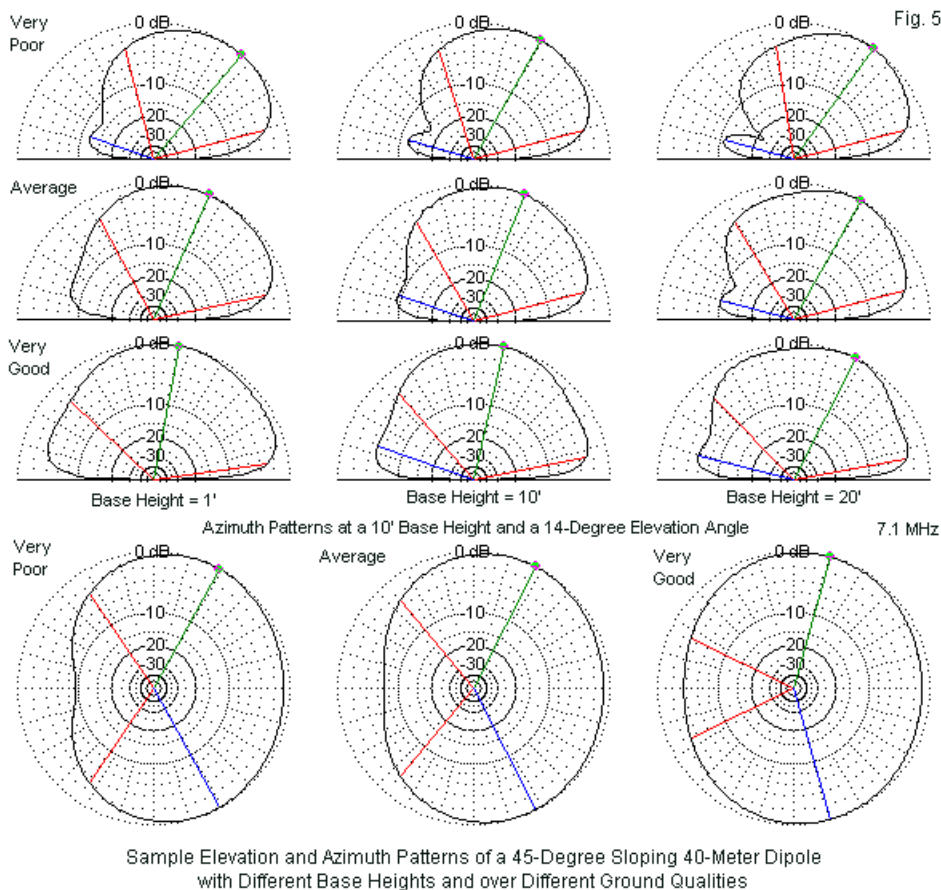 Very Poor
0 dB
-10
-20
30
0 dB
-10
-20
30
0 dB
-10
-20
30
Fig. 5
Average
0 dB
-10
-20
30
0 dB
-10
-20
30
0 dB
-10
-20
30
Very Good
0 dB
-10
-20
30
0 dB
-10
-20
30
0 dB
-10
-20
30
Base Height = 1'
Base Height = 10'
Base Height = 20'
Azimuth Patterns at a 10' Base Height and a 14-Degree Elevation Angle
7.1 MHz
Very Poor
0 dB
-10
-20
30
Average
0 dB
-10
-20
30
Very Good
0 dB
-10
-20
30
Sample Elevation and Azimuth Patterns of a 45-Degree Sloping 40-Meter Dipole
with Different Base Heights and over Different Ground Qualities